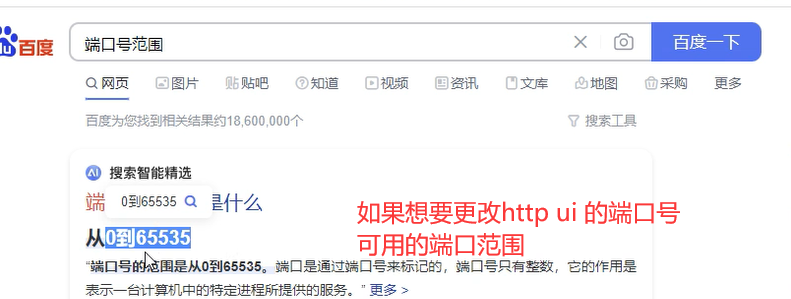 du百度
端口号范围
百度一下
网页 图片 贴吧 知道 视频 资讯 文库 地图 采购 更多
百度为您找到相关结果约18,600,000个
搜索工具
AI 搜索智能精选
端 0到65535 是什么
从0到65535
“端口号的范围是从0到65535。端口是通过端口号来标记的，端口号只有整数，它的作用是
表示一台计算机中的特定进程所提供的服务。” 更多 >
如果想要更改http ui 的端口号
可用的端口范围